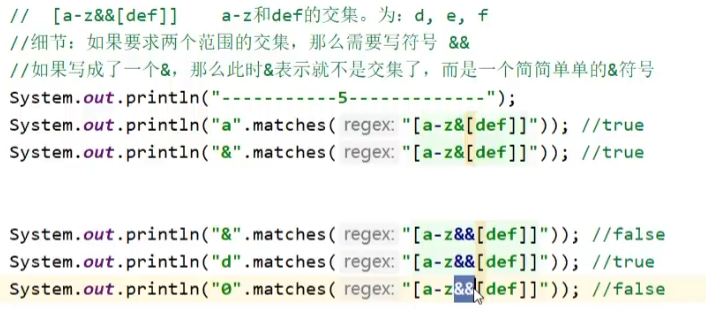 //  [a-z&&[def]]    a-z和def的交集。为：d, e, f
//细节：如果要求两个范围的交集，那么需要写符号 &&
//如果写成了一个&，那么此时&表示就不是交集了，而是一个简简单单的&符号
System.out.println("-----------5-------------");
System.out.println("a".matches( regex: "[a-z&[def]]")); //true
System.out.println("&".matches( regex: "[a-z&[def]]")); //true
System.out.println("&".matches( regex: "[a-z&&[def]]")); //false
System.out.println("d".matches( regex: "[a-z&&[def]]")); //true
System.out.println("0".matches( regex: "[a-z&&[def]]")); //false